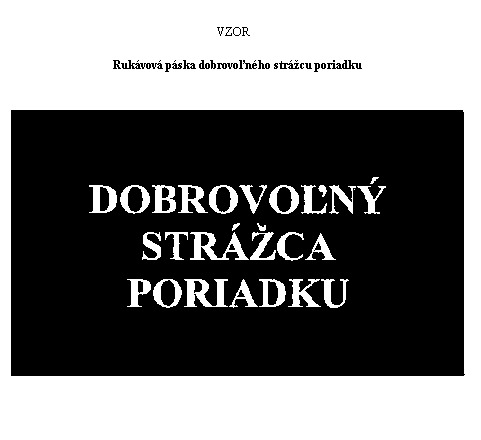 VZOR
Rukávová páska dobrovoľného strážcu poriadku
DOBROVOĽNÝ
STRÁŽCA
PORIADKU